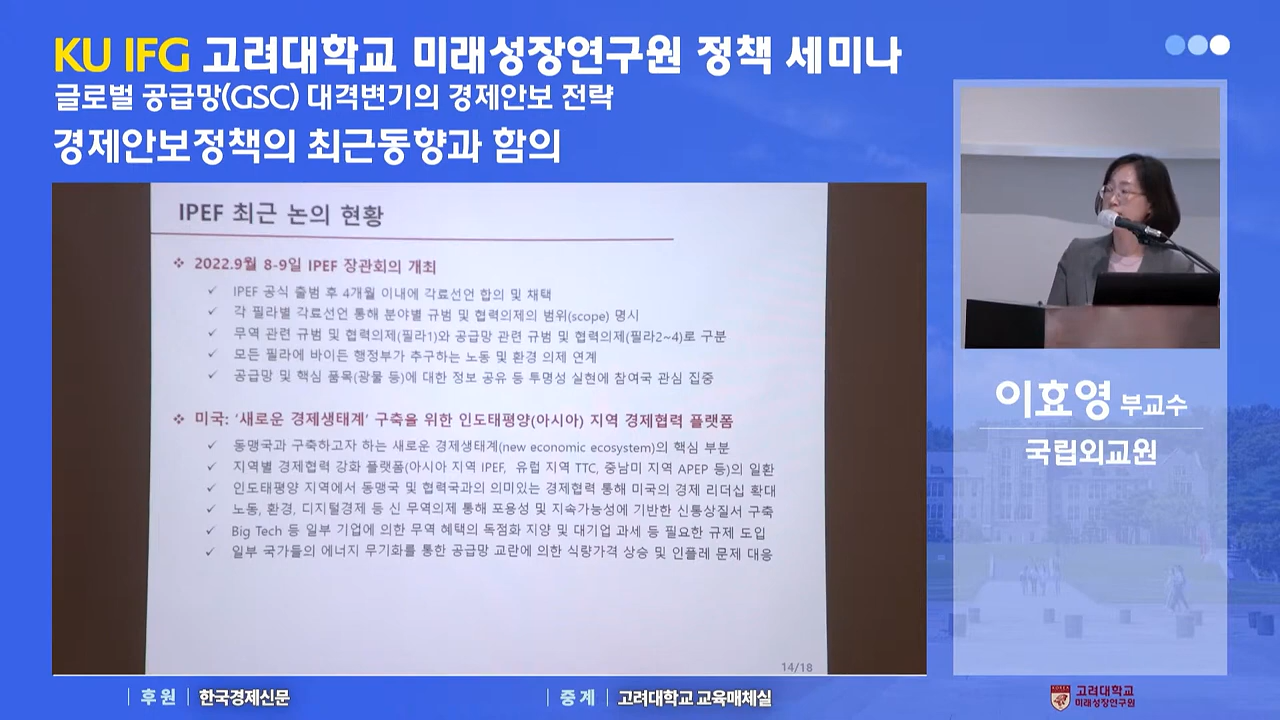 KU IFG 고려대학교 미래성장연구원 정책 세미나
글로벌 공급망(GSC) 대격변기의 경제안보 전략
경제안보정책의 최근동향과 함의
IPEF 최근 논의 현황
❖ 2022.9월 8-9일 IPEF 장관회의 개최
✓ IPEF 공식 출범 후 4개월 이내에 각료선언 합의 및 채택
✓ 각 필라별 각료선언 통해 분야별 규범 및 협력의제의 범위(scope) 명시
✓ 무역 관련 규범 및 협력의제(필라1)와 공급망 관련 규범 및 협력의제(필라2~4)로 구분
✓ 모든 필라에 바이든 행정부가 추구하는 노동 및 환경 의제 연계
✓ 공급망 및 핵심 품목(광물 등)에 대한 정보 공유 등 투명성 실현에 참여국 관심 집중
❖ 미국: ‘새로운 경제생태계’ 구축을 위한 인도태평양(아시아) 지역 경제협력 플랫폼
✓ 동맹국과 구축하고자 하는 새로운 경제생태계(new economic ecosystem)의 핵심 부분
✓ 지역별 경제협력 강화 플랫폼(아시아 지역 IPEF, 유럽 지역 TTC, 중남미 지역 APEP 등)의 일환
✓ 인도태평양 지역에서 동맹국 및 협력국과의 의미있는 경제협력 통해 미국의 경제 리더십 확대
✓ 노동, 환경, 디지털경제 등 신 무역의제 통해 포용성 및 지속가능성에 기반한 신통상질서 구축
✓ Big Tech 등 일부 기업에 의한 무역 혜택의 독점화 지양 및 대기업 과세 등 필요한 규제 도입
✓ 일부 국가들의 에너지 무기화를 통한 공급망 교란에 의한 식량가격 상승 및 인플레 문제 대응
14/18
이효영 부교수
국립외교원
후원 한국경제신문
중계 고려대학교 교육매체실
고려대학교
미래성장연구원